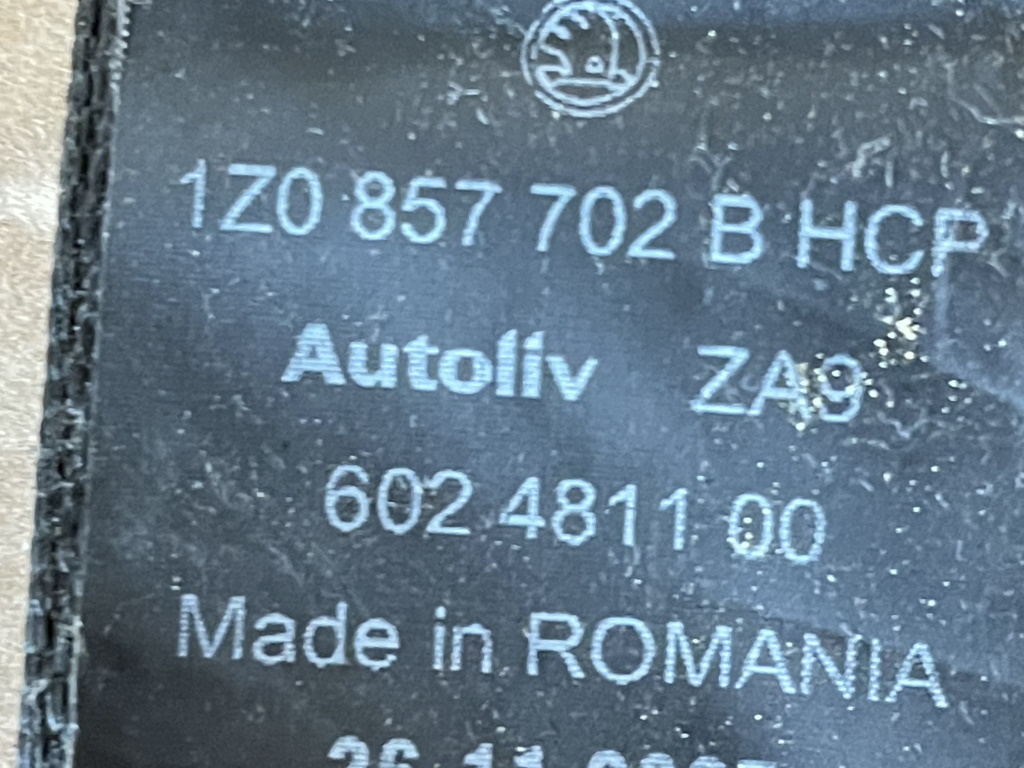 1Z0 857 702 B HCP
Autoliv ZA9
602 4811 00
Made in ROMANIA